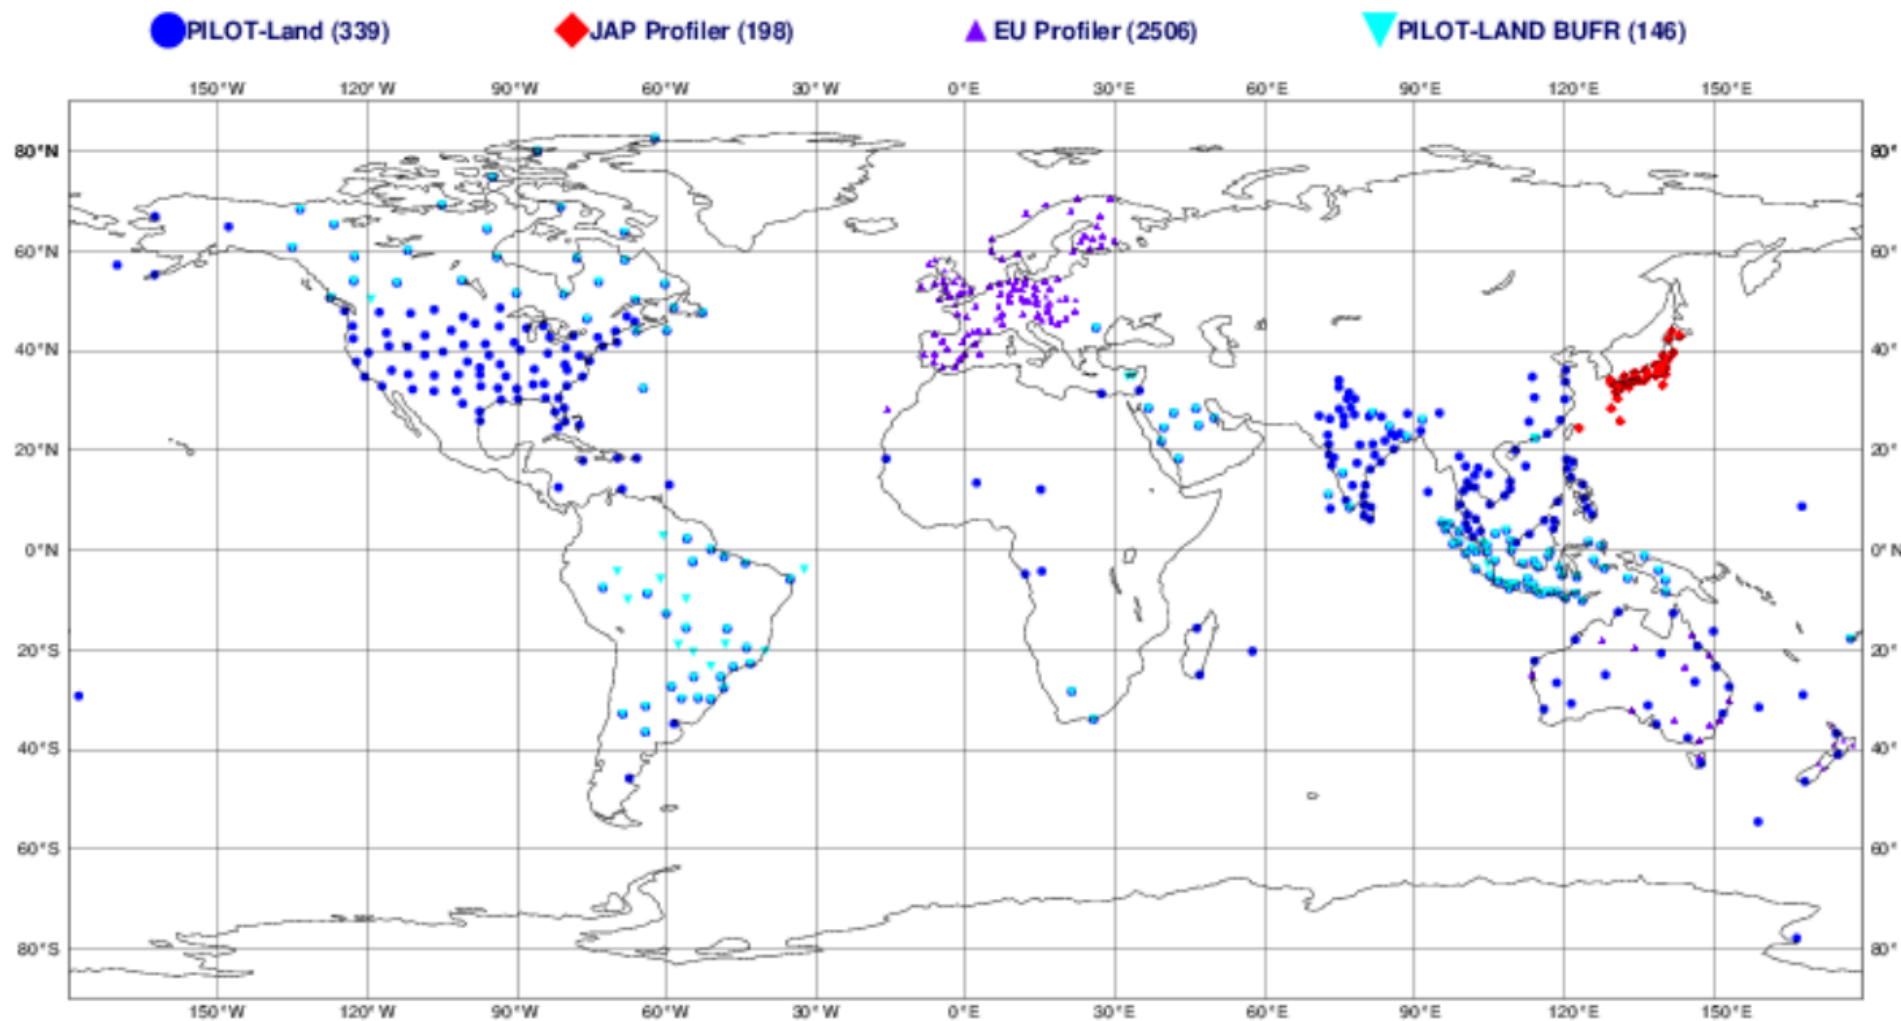 PILOT-Land (339) JAP Profiler (198) EU Profiler (2506) PILOT-LAND BUFR (146)
150°W 120°W 90°W 60°W 30°W 0°E 30°E 60°E 90°E 120°E 150°E
80°N 80°
60°N 60°
40°N 40°
20°N 20°
0°N 0°N
20°S 20°
40°S 40°
60°S 60°
80°S 80°
150°W 120°W 90°W 60°W 30°W 0°E 30°E 60°E 90°E 120°E 150°E